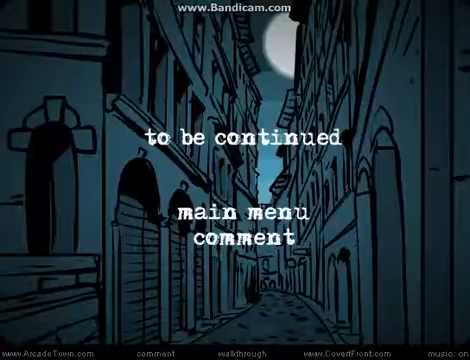 www.Bandicam.com
to be continued
main menu
comment
www.ArcadeTown.com comment walkthrough www.CovertFront.com music on